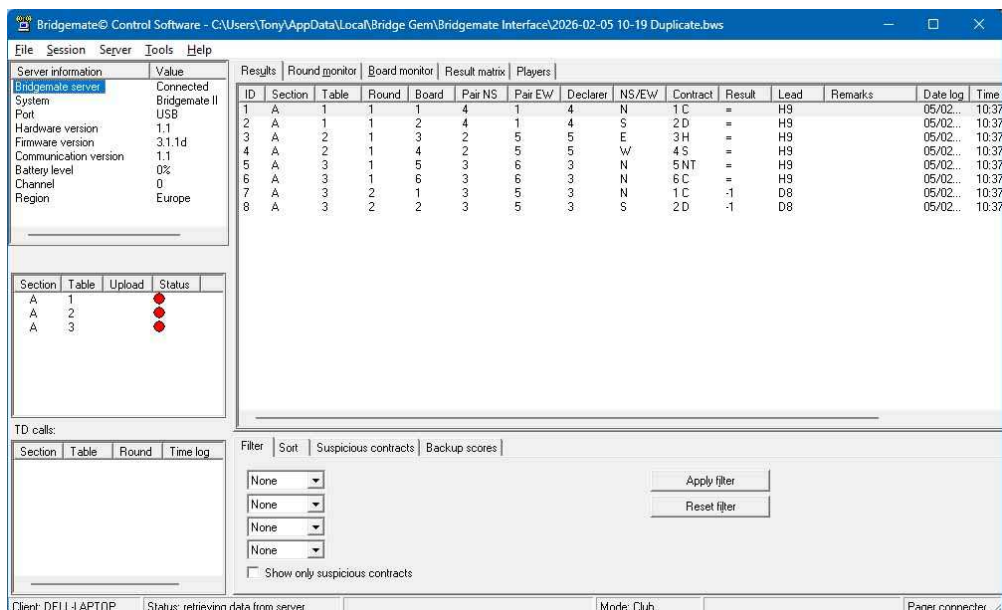 Bridgemate© Control Software - C:\Users\Tony\AppData\Local\Bridge Gem\Bridgemate Interface\2026-02-05 10-19 Duplicate.bws
File Session Server Tools Help
Server information Value
Bridgemate server Connected
System Bridgemate II
Port USB
Hardware version 1.1
Firmware version 3.1.1d
Communication version 1.1
Battery level 0%
Channel 0
Region Europe
Section Table Upload Status
A 1
A 2
A 3
TD calls:
Section Table Round Time log
Results Round monitor Board monitor Result matrix Players
ID Section Table Round Board Pair NS Pair EW Declarer NS/EW Contract Result Lead Remarks Date log Time
1 A 1 1 1 4 1 4 N 1 C = H9 05/02... 10:37
2 A 1 1 2 4 1 4 S 2 D = H9 05/02... 10:37
3 A 2 1 3 2 5 5 E 3 H = H9 05/02... 10:37
4 A 2 1 4 2 5 5 W 4 S = H9 05/02... 10:37
5 A 3 1 5 3 6 3 N 5 NT = H9 05/02... 10:37
6 A 3 1 6 3 6 3 N 6 C = H9 05/02... 10:37
7 A 3 2 1 3 5 3 N 1 C -1 D8 05/02... 10:37
8 A 3 2 2 3 5 3 S 2 D -1 D8 05/02... 10:37
Filter Sort Suspicious contracts Backup scores
None
None
None
None
Apply filter
Reset filter
Show only suspicious contracts
Client: DELL-LAPTOP Status: retrieving data from server Mode: Club Pager connected